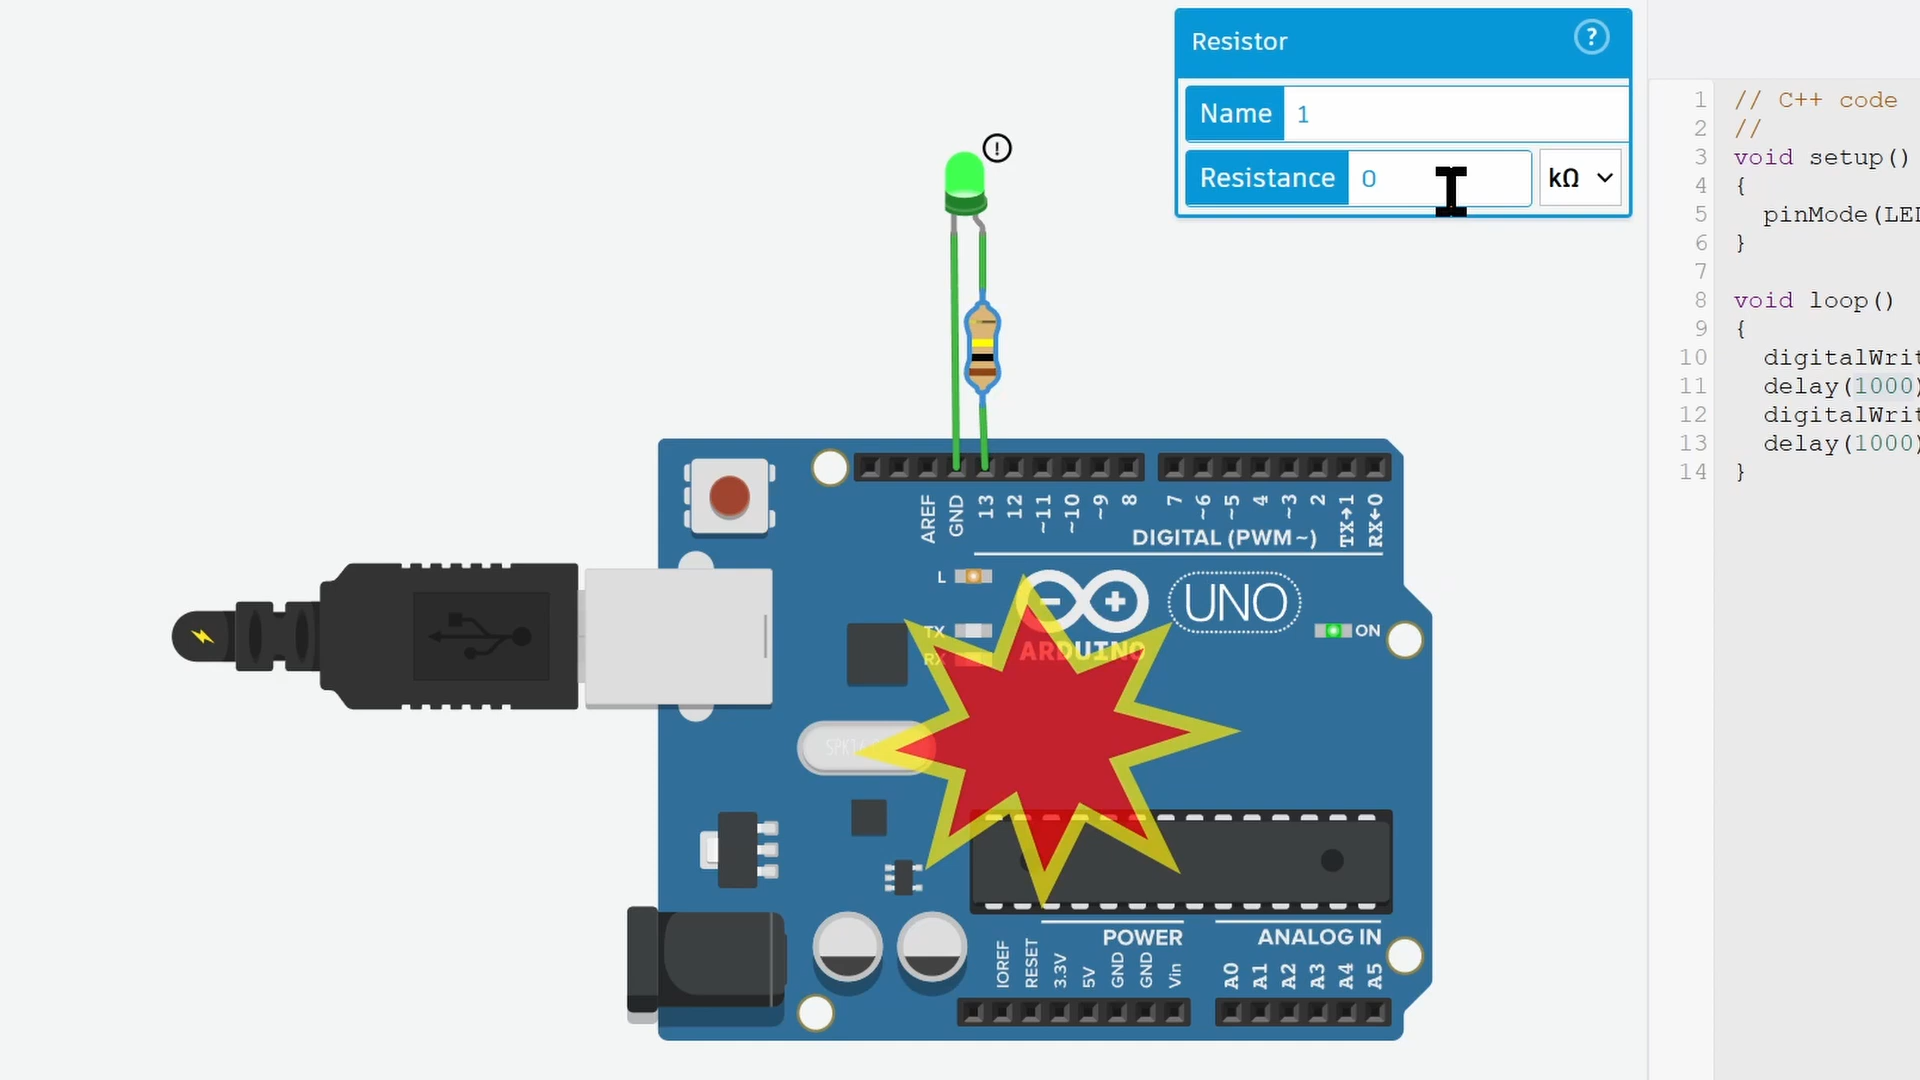 Resistor
?
Name 1
Resistance 0 kΩ
!
1 // C++ code
2 //
3 void setup()
4 {
5 pinMode(LED
6 }
7
8 void loop()
9 {
10 digitalWrit
11 delay(1000)
12 digitalWrit
13 delay(1000)
14 }
AREF
GND
13
12
~11
~10
~9
8
7
~6
~5
4
~3
2
TX→1
RX←0
DIGITAL (PWM~)
L
TX
RX
UNO
ARDUINO
ON
POWER
ANALOG IN
IOREF
RESET
3.3V
5V
GND
GND
Vin
A0
A1
A2
A3
A4
A5